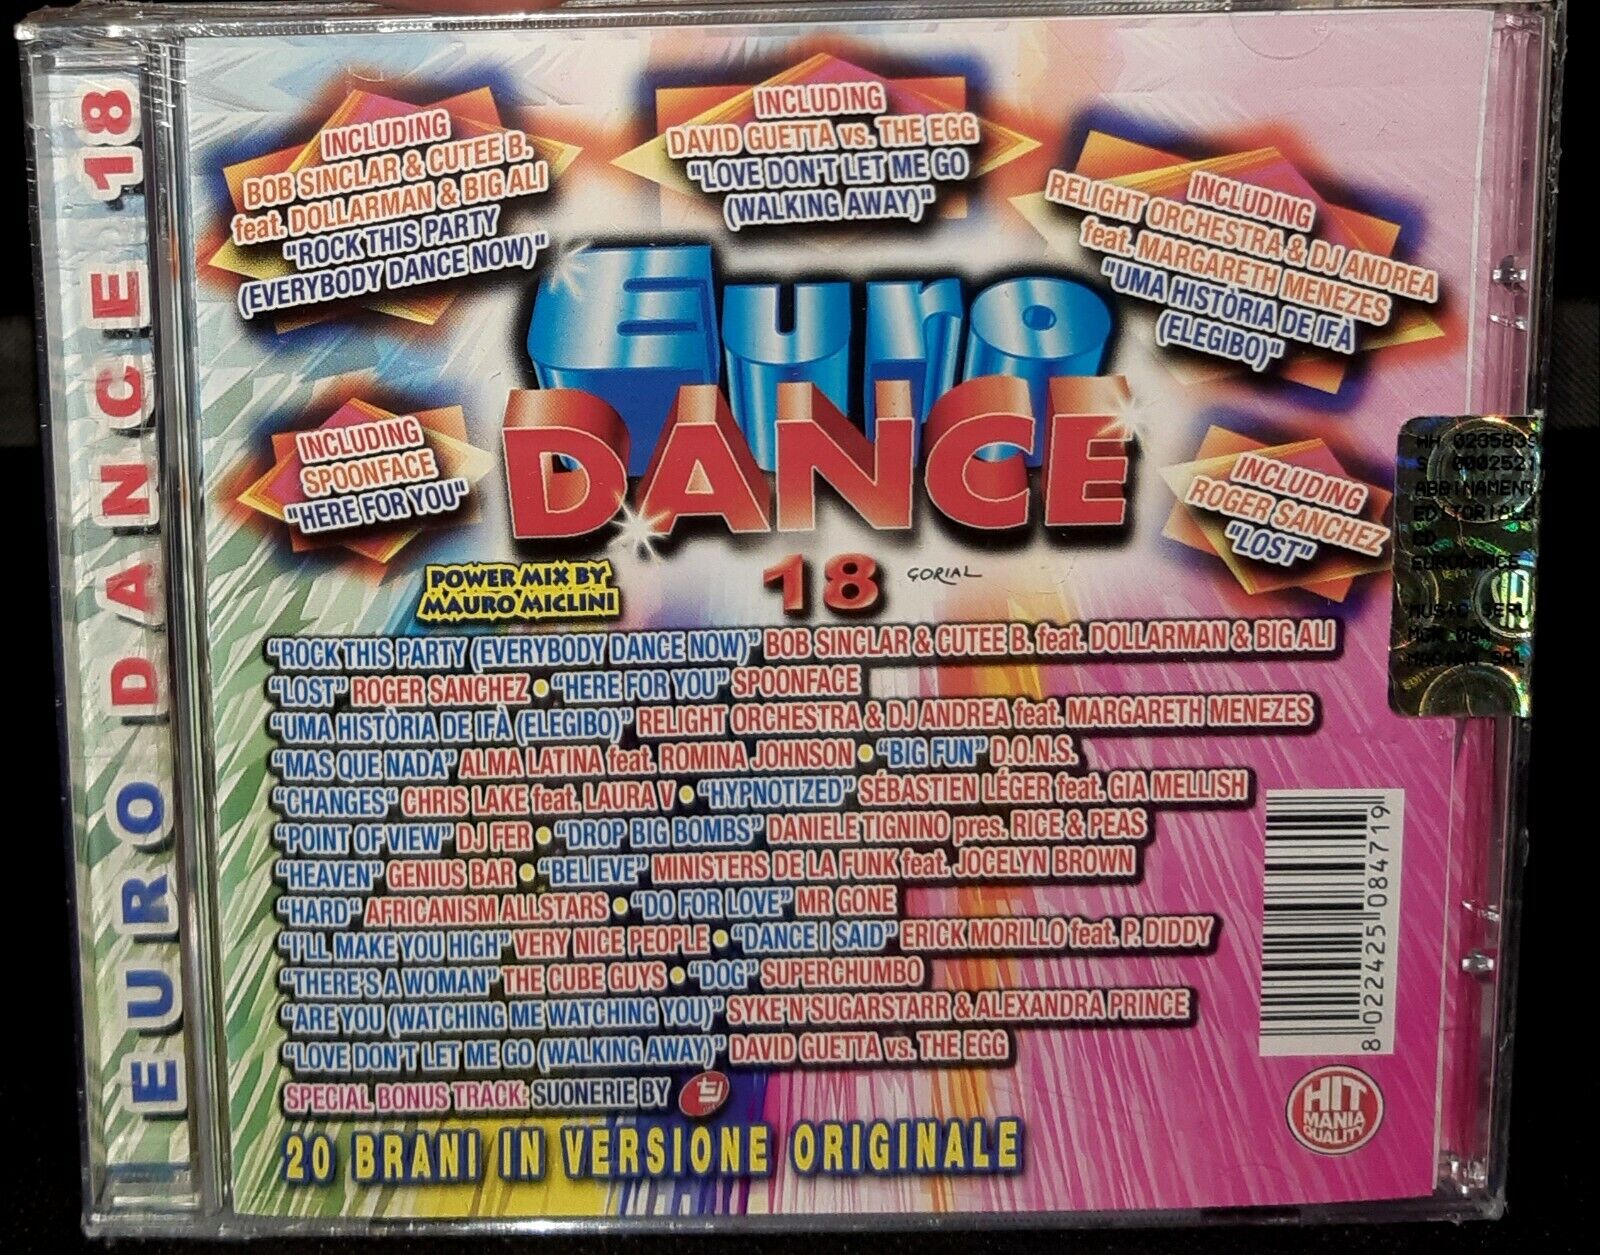 EURO DANCE 18
INCLUDING
BOB SINCLAR & CUTEE B.
feat. DOLLARMAN & BIG ALI
"ROCK THIS PARTY
(EVERYBODY DANCE NOW)"
INCLUDING
DAVID GUETTA vs. THE EGG
"LOVE DON'T LET ME GO
(WALKING AWAY)"
INCLUDING
RELIGHT ORCHESTRA & DJ ANDREA
feat. MARGARETH MENEZES
"UMA HISTÒRIA DE IFÀ
(ELEGIBO)"
INCLUDING
SPOONFACE
"HERE FOR YOU"
Euro
DANCE
18
GORIAL
INCLUDING
ROGER SANCHEZ
"LOST"
POWER MIX BY
MAURO MICLINI
"ROCK THIS PARTY (EVERYBODY DANCE NOW)" BOB SINCLAR & CUTEE B. feat. DOLLARMAN & BIG ALI
"LOST" ROGER SANCHEZ • "HERE FOR YOU" SPOONFACE
"UMA HISTÒRIA DE IFÀ (ELEGIBO)" RELIGHT ORCHESTRA & DJ ANDREA feat. MARGARETH MENEZES
"MAS QUE NADA" ALMA LATINA feat. ROMINA JOHNSON • "BIG FUN" D.O.N.S.
"CHANGES" CHRIS LAKE feat. LAURA V • "HYPNOTIZED" SÉBASTIEN LÉGER feat. GIA MELLISH
"POINT OF VIEW" DJ FER • "DROP BIG BOMBS" DANIELE TIGNINO pres. RICE & PEAS
"HEAVEN" GENIUS BAR • "BELIEVE" MINISTERS DE LA FUNK feat. JOCELYN BROWN
"HARD" AFRICANISM ALLSTARS • "DO FOR LOVE" MR GONE
"I'LL MAKE YOU HIGH" VERY NICE PEOPLE • "DANCE I SAID" ERICK MORILLO feat. P. DIDDY
"THERE'S A WOMAN" THE CUBE GUYS • "DOG" SUPERCHUMBO
"ARE YOU (WATCHING ME WATCHING YOU)" SYKE'N'SUGARSTARR & ALEXANDRA PRINCE
"LOVE DON'T LET ME GO (WALKING AWAY)" DAVID GUETTA vs. THE EGG
SPECIAL BONUS TRACK: SUONERIE BY
20 BRANI IN VERSIONE ORIGINALE
8 022425 084719
HIT
MANIA
QUALITY
ABBINAMENT
EDITORIALE
CD
EURODANCE
MUSIC SERV